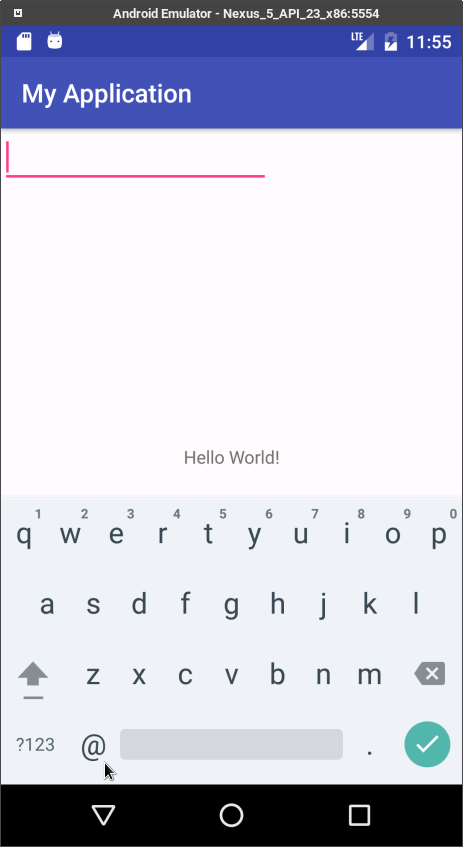 Android Emulator - Nexus_5_API_23_x86:5554
LTE 11:55
My Application
Hello World!
1 2 3 4 5 6 7 8 9 0
q w e r t y u i o p
a s d f g h j k l
z x c v b n m
?123 @ .